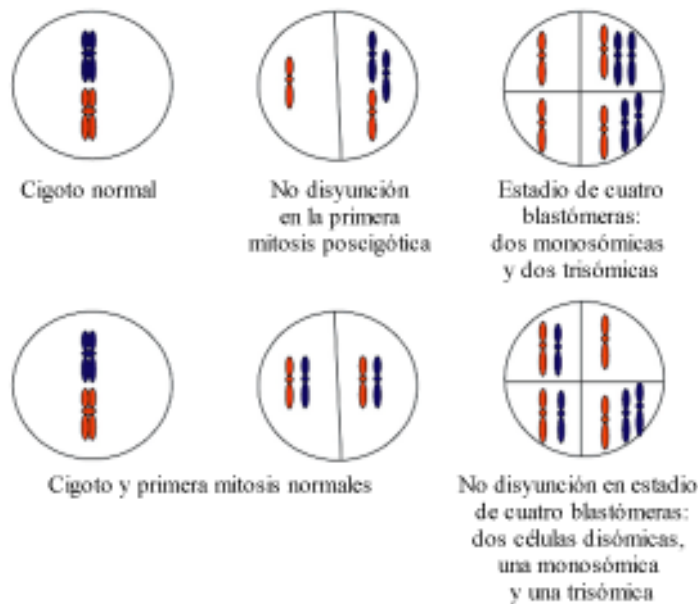 Cigoto normal
No disyunción
en la primera
mitosis poscigótica
Estadio de cuatro
blastómeras:
dos monosómicas
y dos trisómicas
Cigoto y primera mitosis normales
No disyunción en estadio
de cuatro blastómeras:
dos células disómicas,
una monosómica
y una trisómica